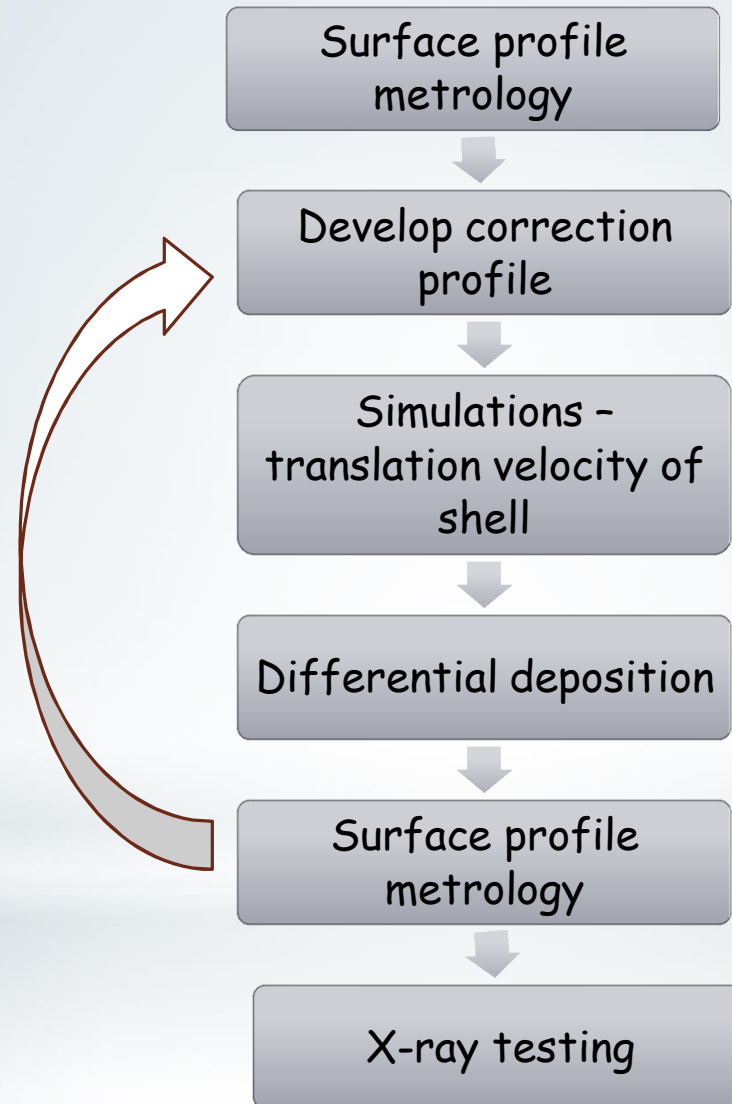 Surface profile
metrology
Develop correction
profile
Simulations –
translation velocity of
shell
Differential deposition
Surface profile
metrology
X-ray testing